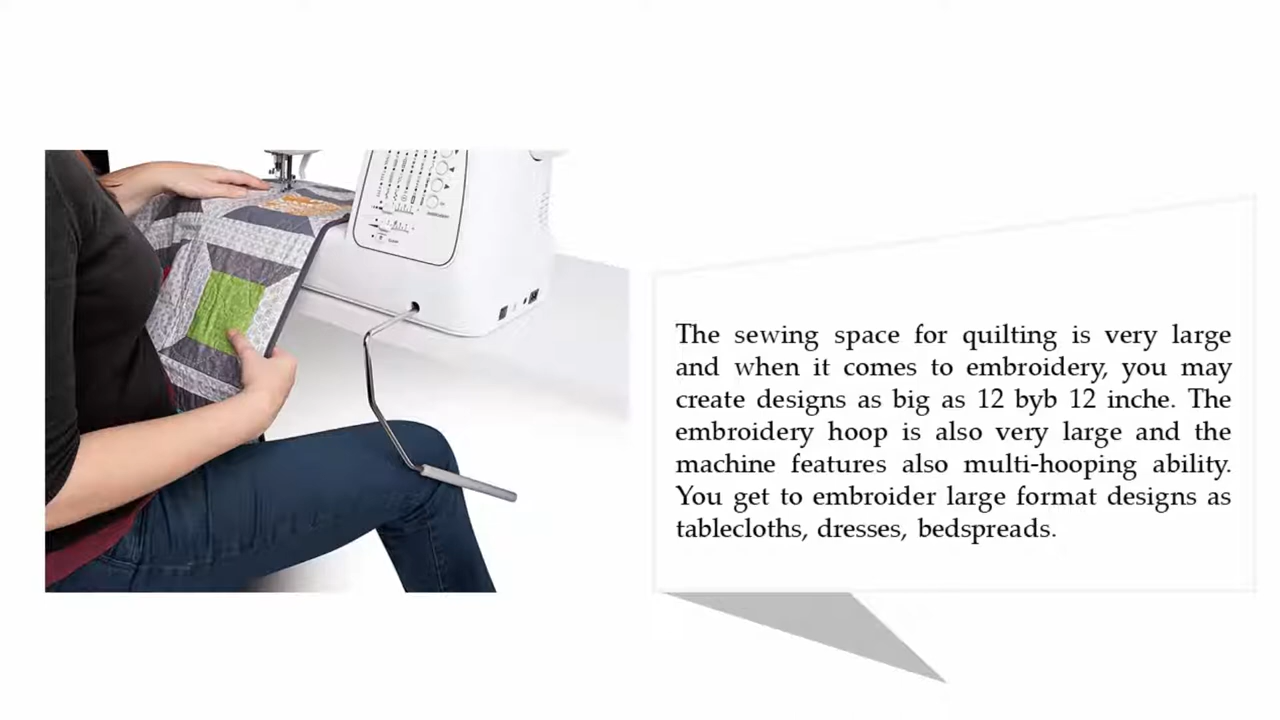 The sewing space for quilting is very large
and when it comes to embroidery, you may
create designs as big as 12 byb 12 inche. The
embroidery hoop is also very large and the
machine features also multi-hooping ability.
You get to embroider large format designs as
tablecloths, dresses, bedspreads.